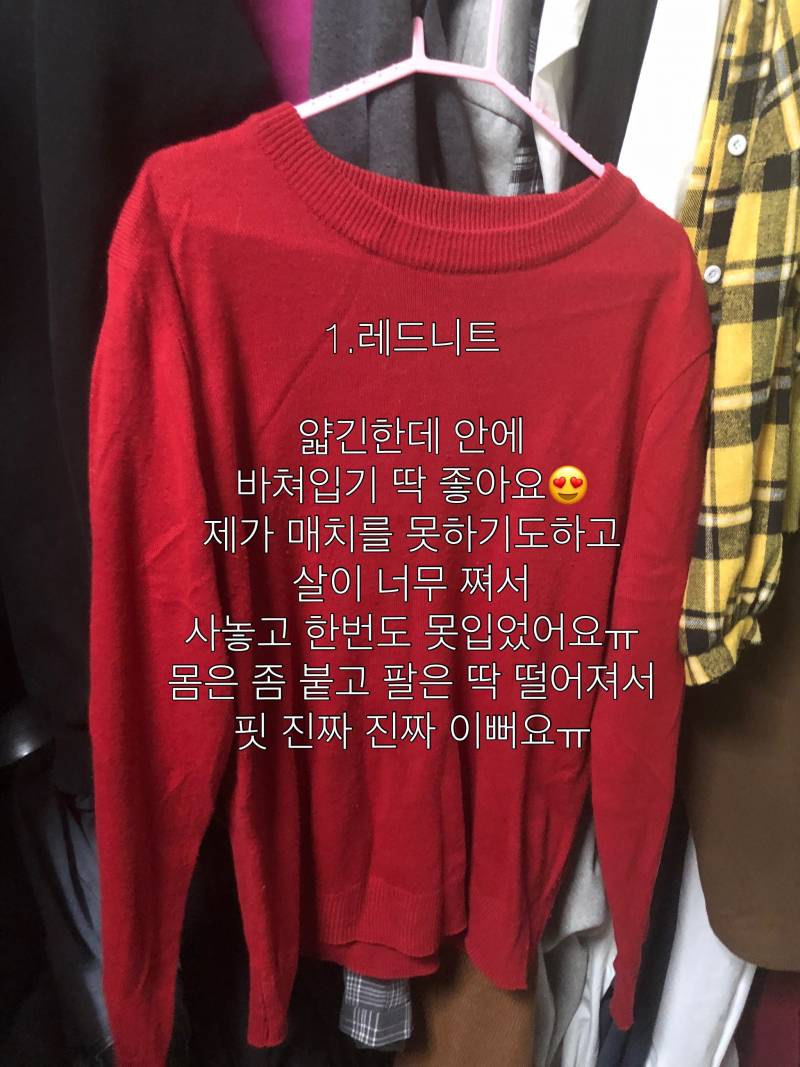 1.레드니트
얇긴한데 안에
바쳐입기 딱 좋아요😍
제가 매치를 못하기도하고
살이 너무 쪄서
사놓고 한번도 못입었어요ㅠ
몸은 좀 붙고 팔은 딱 떨어져서
핏 진짜 진짜 이뻐요ㅠ